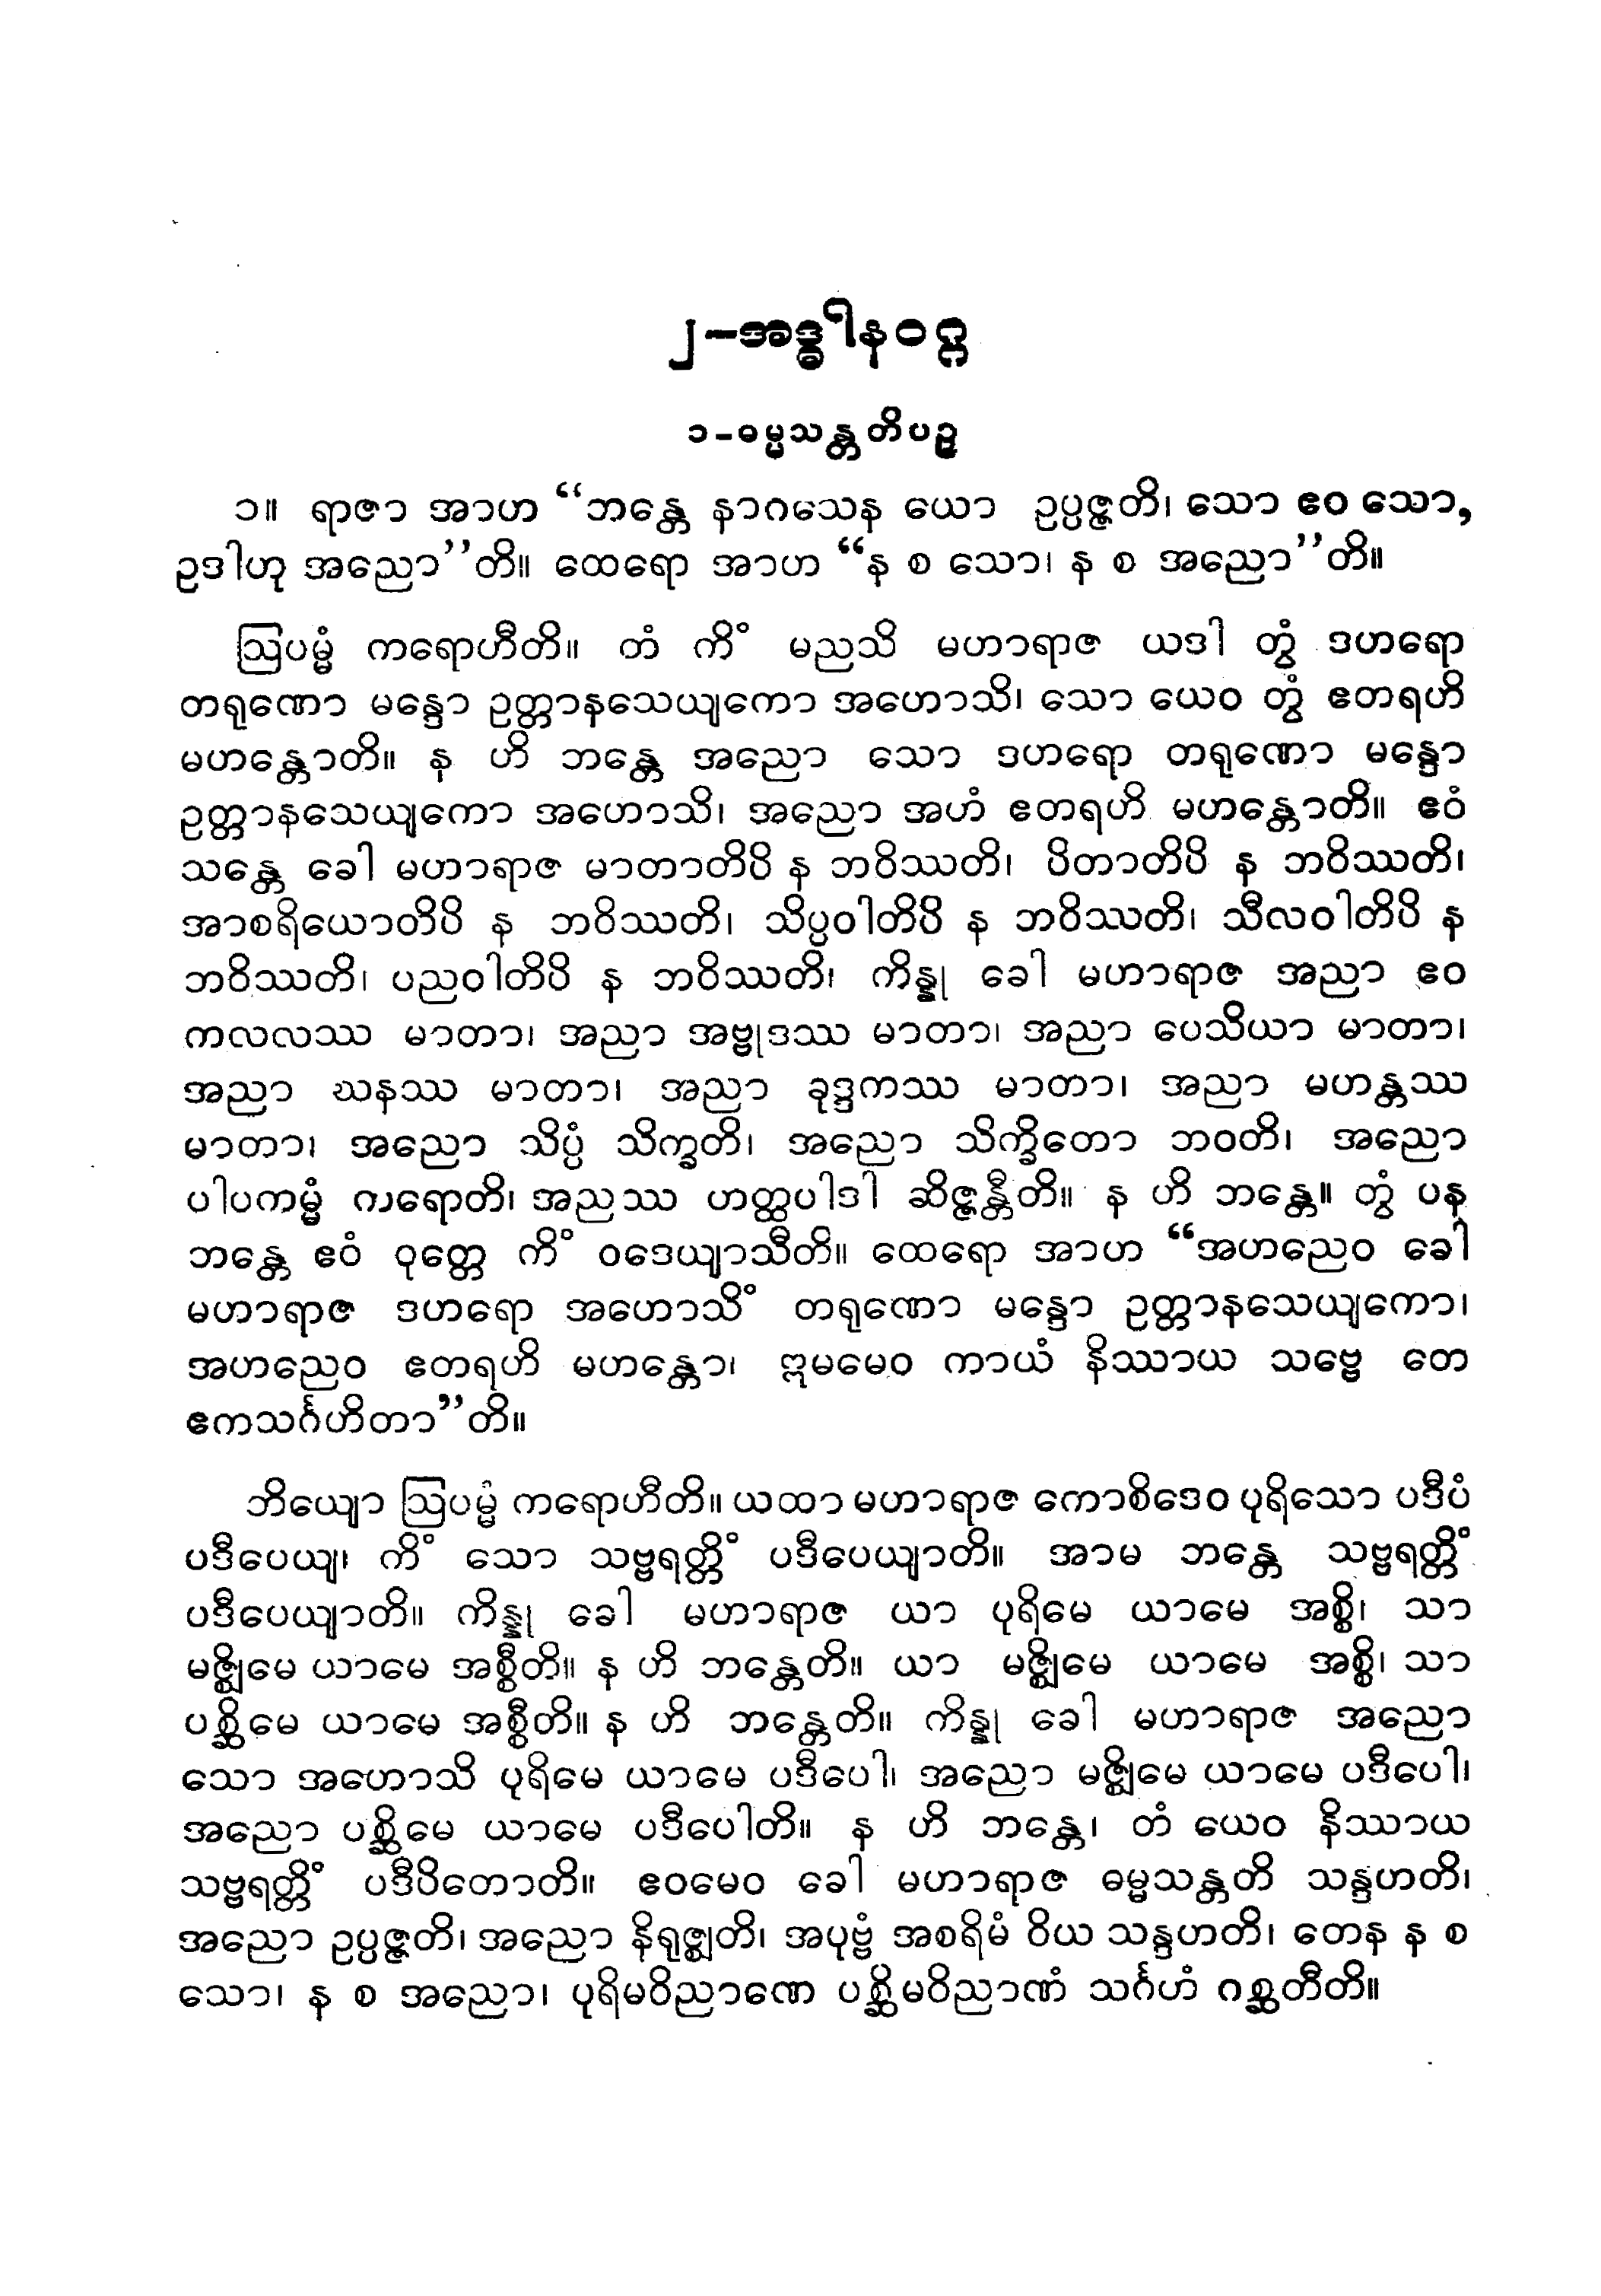 ၂–အဒ္ဓါနဝဂ္ဂ
၁–ဓမ္မသန္တတိပဉှ
၁။ ရာဇာ အာဟ “ဘန္တေ နာဂသေန ယော ဥပ္ပဇ္ဇတိ၊ သော ဧဝ သော,
ဥဒါဟု အညော’’တိ။ ထေရော အာဟ “န စ သော၊ န စ အညော’’တိ။
ဩပမ္မံ ကရောဟီတိ။ တံ ကိံ မညသိ မဟာရာဇ ယဒါ တွံ ဒဟရော
တရုဏော မန္ဒော ဥတ္တာနသေယျကော အဟောသိ၊ သော ယေဝ တွံ ဧတရဟိ
မဟန္တောတိ။ န ဟိ ဘန္တေ အညော သော ဒဟရော တရုဏော မန္ဒော
ဥတ္တာနသေယျကော အဟောသိ၊ အညော အဟံ ဧတရဟိ မဟန္တောတိ။ ဧဝံ
သန္တေ ခေါ မဟာရာဇ မာတာတိပိ န ဘဝိဿတိ၊ ပိတာတိပိ န ဘဝိဿတိ၊
အာစရိယောတိပိ န ဘဝိဿတိ၊ သိပ္ပဝါတိပိ န ဘဝိဿတိ၊ သီလဝါတိပိ န
ဘဝိဿတိ၊ ပညဝါတိပိ န ဘဝိဿတိ၊ ကိန္နု ခေါ မဟာရာဇ အညာ ဧဝ
ကလလဿ မာတာ၊ အညာ အဗ္ဗုဒဿ မာတာ၊ အညာ ပေသိယာ မာတာ၊
အညာ ဃနဿ မာတာ၊ အညာ ခုဒ္ဒကဿ မာတာ၊ အညာ မဟန္တဿ
မာတာ၊ အညော သိပ္ပံ သိက္ခတိ၊ အညော သိက္ခိတော ဘဝတိ၊ အညော
ပါပကမ္မံ ကရောတိ၊ အညဿ ဟတ္ထပါဒါ ဆိဇ္ဇန္တီတိ။ န ဟိ ဘန္တေ။ တွံ ပန
ဘန္တေ ဧဝံ ဝုတ္တေ ကိံ ဝဒေယျာသီတိ။ ထေရော အာဟ “အဟညေဝ ခေါ
မဟာရာဇ ဒဟရော အဟောသိံ တရုဏော မန္ဒော ဥတ္တာနသေယျကော၊
အဟညေဝ ဧတရဟိ မဟန္တော၊ ဣမမေဝ ကာယံ နိဿာယ သဗ္ဗေ တေ
ဧကသင်္ဂဟိတာ”တိ။
ဘိယျော ဩပမ္မံ ကရောဟီတိ။ ယထာ မဟာရာဇ ကောစိဒေဝ ပုရိသော ပဒီပံ
ပဒီပေယျ၊ ကိံ သော သဗ္ဗရတ္တိံ ပဒီပေယျာတိ။ အာမ ဘန္တေ သဗ္ဗရတ္တိံ
ပဒီပေယျာတိ။ ကိန္နု ခေါ မဟာရာဇ ယာ ပုရိမေ ယာမေ အစ္စိ၊ သာ
မဇ္ဈိမေ ယာမေ အစ္စီတိ။ န ဟိ ဘန္တေတိ။ ယာ မဇ္ဈိမေ ယာမေ အစ္စိ၊ သာ
ပစ္ဆိမေ ယာမေ အစ္စီတိ။ န ဟိ ဘန္တေတိ။ ကိန္နု ခေါ မဟာရာဇ အညော
သော အဟောသိ ပုရိမေ ယာမေ ပဒီပေါ၊ အညော မဇ္ဈိမေ ယာမေ ပဒီပေါ၊
အညော ပစ္ဆိမေ ယာမေ ပဒီပေါတိ။ န ဟိ ဘန္တေ၊ တံ ယေဝ နိဿာယ
သဗ္ဗရတ္တိံ ပဒီပိတောတိ။ ဧဝမေဝ ခေါ မဟာရာဇ ဓမ္မသန္တတိ သန္ဒဟတိ၊
အညော ဥပ္ပဇ္ဇတိ၊ အညော နိရုဇ္ဈတိ၊ အပုဗ္ဗံ အစရိမံ ဝိယ သန္ဒဟတိ၊ တေန န စ
သော၊ န စ အညော၊ ပုရိမဝိညာဏေ ပစ္ဆိမဝိညာဏံ သင်္ဂဟံ ဂစ္ဆတီတိ။